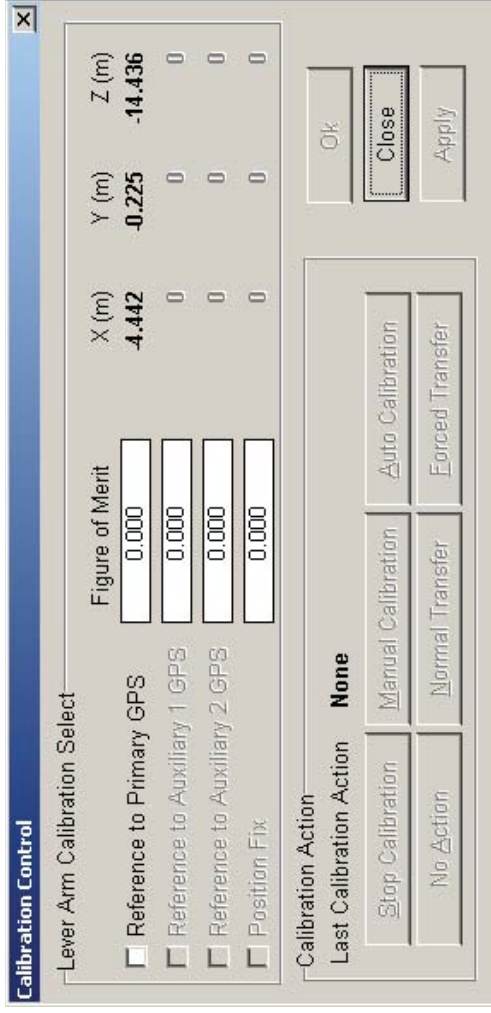 Calibration Control
Lever Arm Calibration Select
Figure of Merit X (m) Y (m) Z (m)
Reference to Primary GPS 0.000 -4.442 -0.225 -14.436
Reference to Auxiliary 1 GPS 0.000 0 0 0
Reference to Auxiliary 2 GPS 0.000 0 0 0
Position Fix 0.000 0 0 0
Calibration Action
Last Calibration Action None
Stop Calibration Manual Calibration Auto Calibration
No Action Normal Transfer Forced Transfer
Ok
Close
Apply